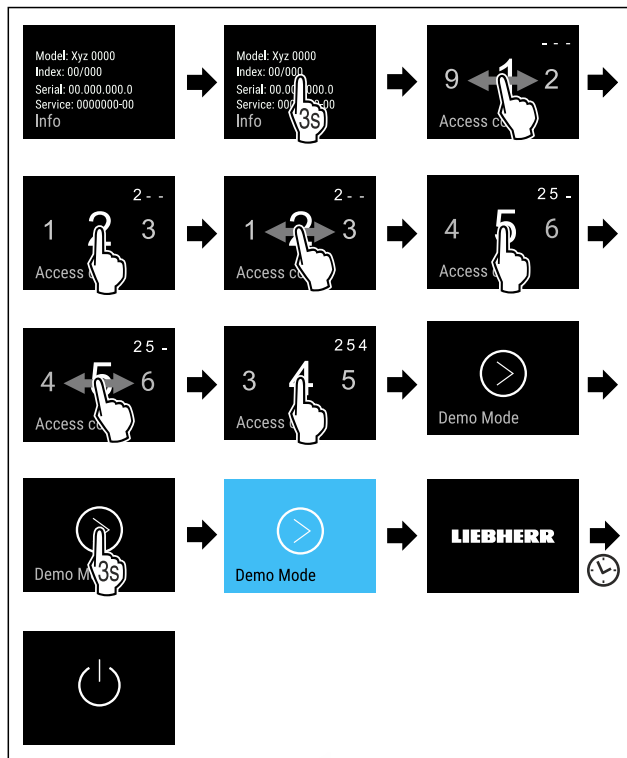 Model: Xyz 0000
Index: 00/000
Serial: 00.000.000.0
Service: 0000000-00
Info
Model: Xyz 0000
Index: 00/000
Serial: 00.000.000.0
Service: 0000000-00
Info
3s
- - -
9 1 2
Access
2 - -
1 2 3
Access
2 - -
1 2 3
Access
2 5 -
4 5 6
Access
2 5 -
4 5 6
Access
2 5 4
3 4 5
Access
Demo Mode
Demo
3s
Demo Mode
LIEBHERR